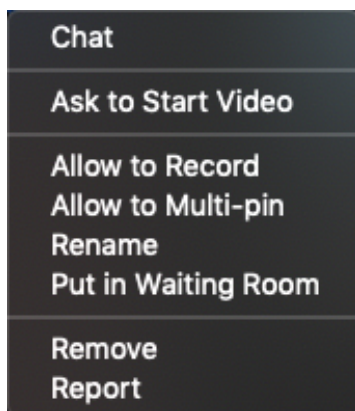 Chat
Ask to Start Video
Allow to Record
Allow to Multi-pin
Rename
Put in Waiting Room
Remove
Report